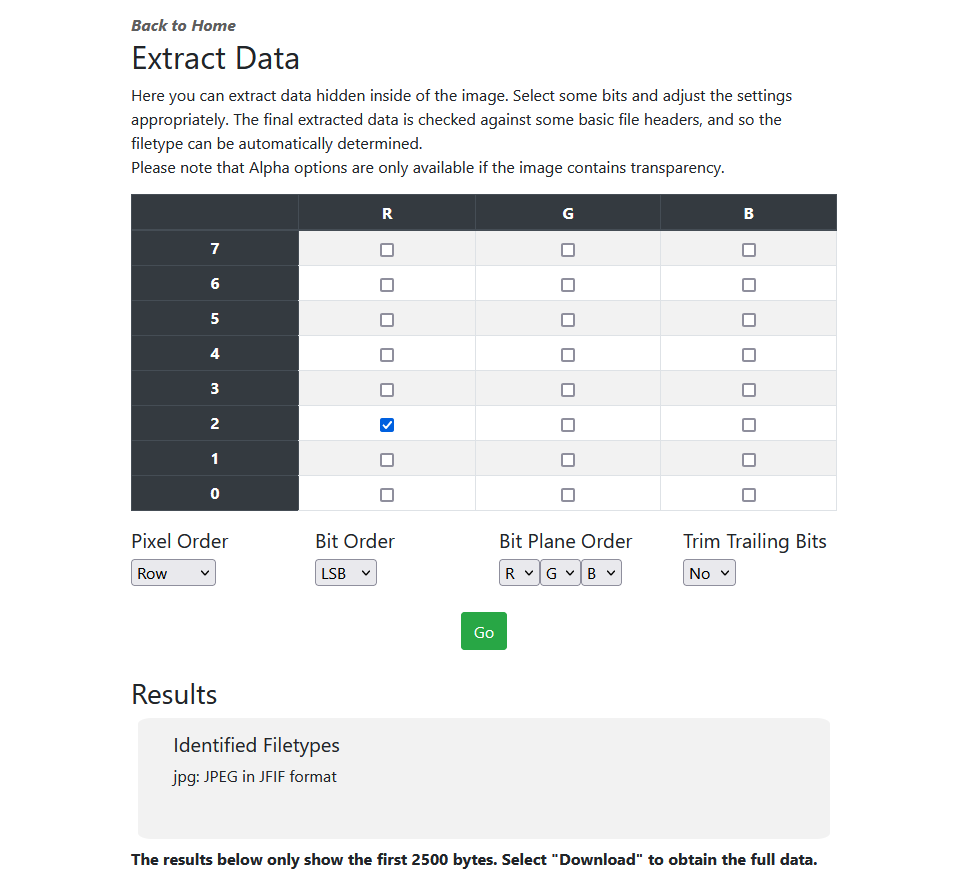 Back to Home
Extract Data
Here you can extract data hidden inside of the image. Select some bits and adjust the settings
appropriately. The final extracted data is checked against some basic file headers, and so the
filetype can be automatically determined.
Please note that Alpha options are only available if the image contains transparency.
R G B
7
6
5
4
3
2
1
0
Pixel Order Bit Order Bit Plane Order Trim Trailing Bits
Row LSB R G B No
Go
Results
Identified Filetypes
jpg: JPEG in JFIF format
The results below only show the first 2500 bytes. Select "Download" to obtain the full data.